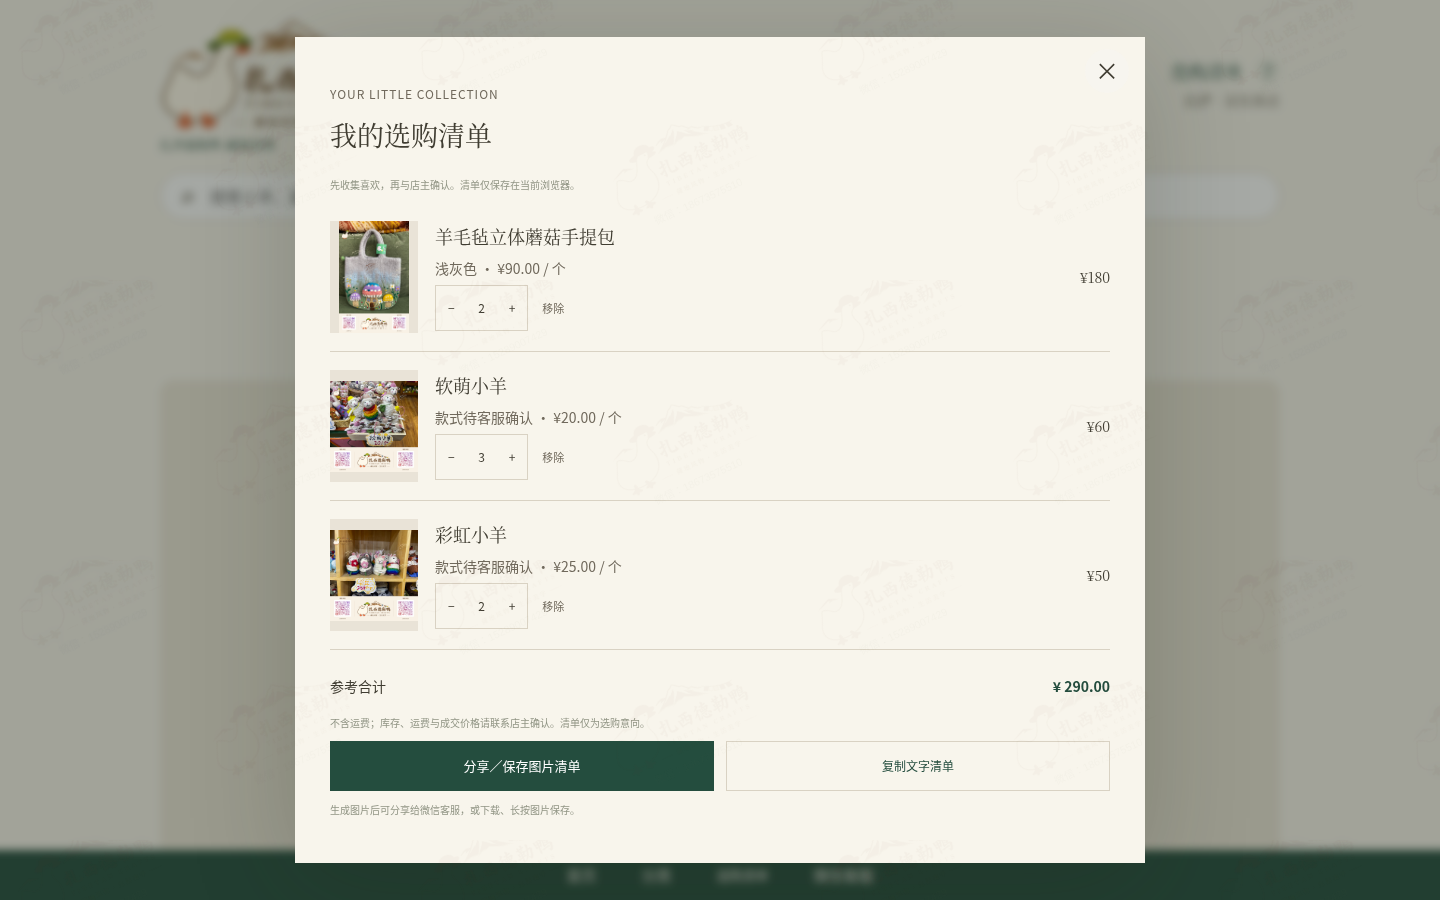 YOUR LITTLE COLLECTION
我的选购清单
先收集喜欢，再与店主确认。清单仅保存在当前浏览器。
羊毛毡立体蘑菇手提包
浅灰色 · ¥90.00 / 个
¥180
− 2 + 移除
软萌小羊
款式待客服确认 · ¥20.00 / 个
¥60
− 3 + 移除
彩虹小羊
款式待客服确认 · ¥25.00 / 个
¥50
− 2 + 移除
参考合计
¥ 290.00
不含运费；库存、运费与成交价格请联系店主确认。清单仅为选购意向。
分享／保存图片清单
复制文字清单
生成图片后可分享给微信客服，或下载、长按图片保存。